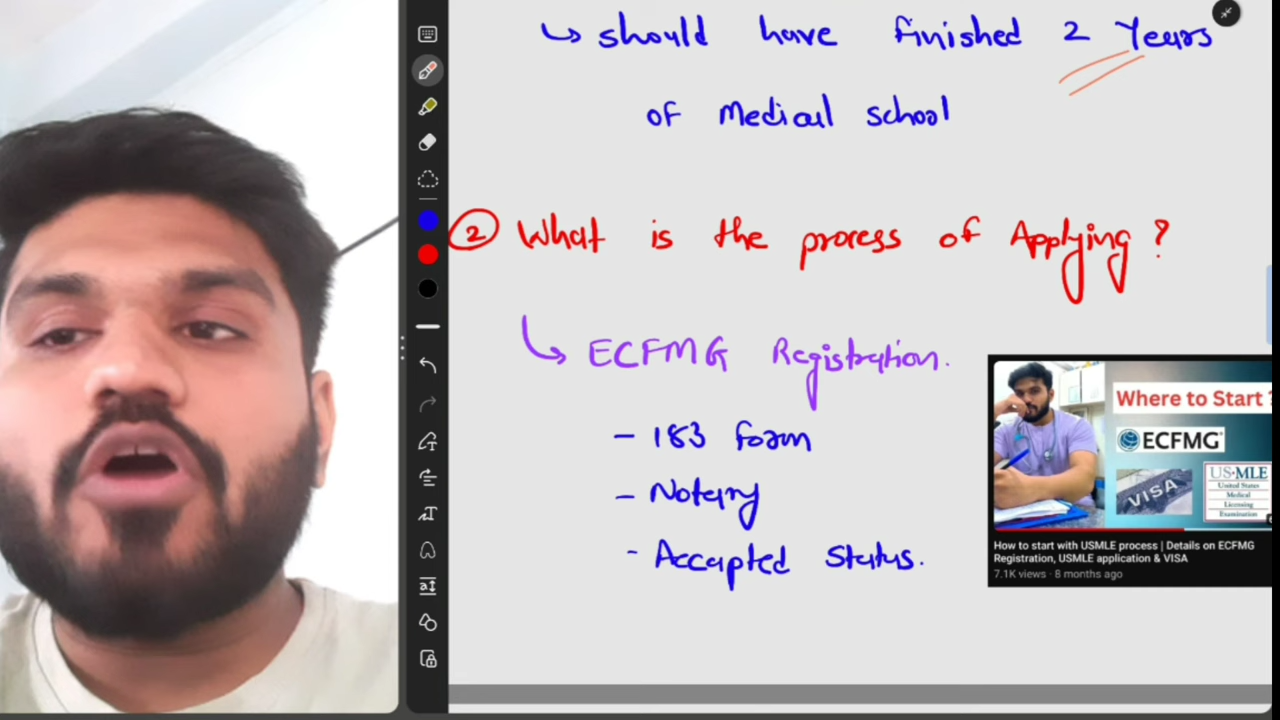 ↳ should have finished 2 Years
of Medical school
② What is the process of Applying ?
↳ ECFMG Registration.
- 183 form
- Notary
- Accepted Status.
Where to Start ?
ECFMG
VISA
US·MLE
United States
Medical
Licensing
Examination
How to start with USMLE process | Details on ECFMG
Registration, USMLE application & VISA
7.1K views · 8 months ago